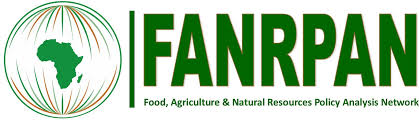 FANRPAN
Food, Agriculture & Natural Resources Policy Analysis Network